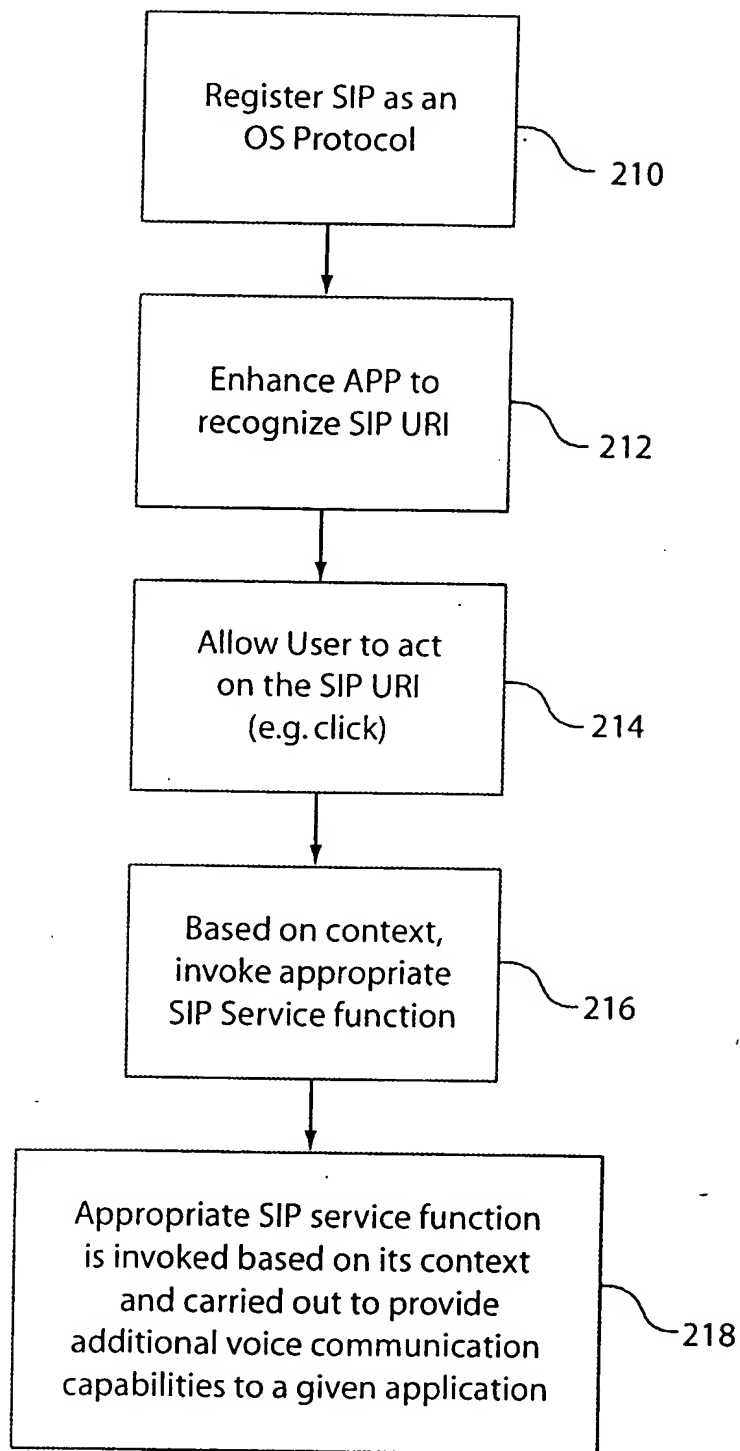 Register SIP as an
OS Protocol
210
Enhance APP to
recognize SIP URI
212
Allow User to act
on the SIP URI
(e.g. click)
214
Based on context,
invoke appropriate
SIP Service function
216
Appropriate SIP service function
is invoked based on its context
and carried out to provide
additional voice communication
capabilities to a given application
218